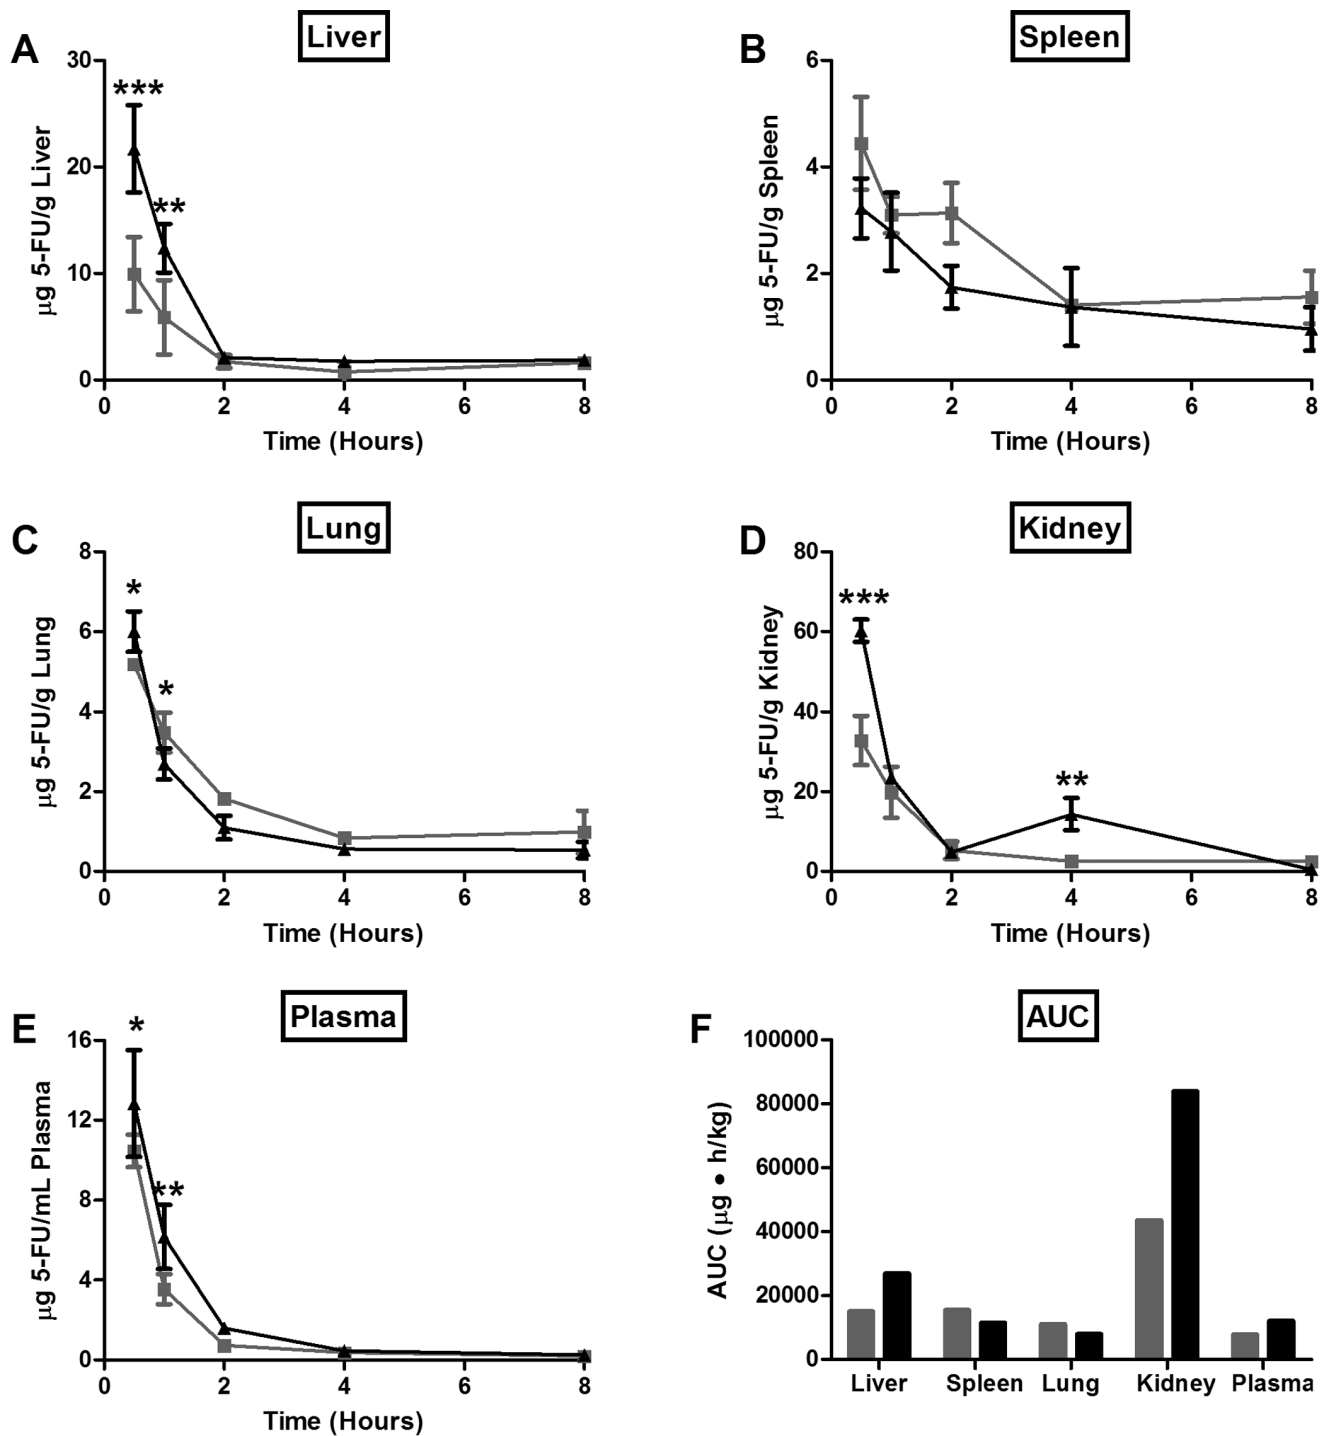 A
Liver
μg 5-FU/g Liver
30
20
10
0
***
**
0 2 4 6 8
Time (Hours)
B
Spleen
μg 5-FU/g Spleen
6
4
2
0
0 2 4 6 8
Time (Hours)
C
Lung
μg 5-FU/g Lung
8
6
4
2
0
*
*
0 2 4 6 8
Time (Hours)
D
Kidney
μg 5-FU/g Kidney
80
60
40
20
0
***
**
0 2 4 6 8
Time (Hours)
E
Plasma
μg 5-FU/mL Plasma
16
12
8
4
0
*
**
0 2 4 6 8
Time (Hours)
F
AUC
AUC (μg • h/kg)
100000
80000
60000
40000
20000
0
Liver Spleen Lung Kidney Plasma